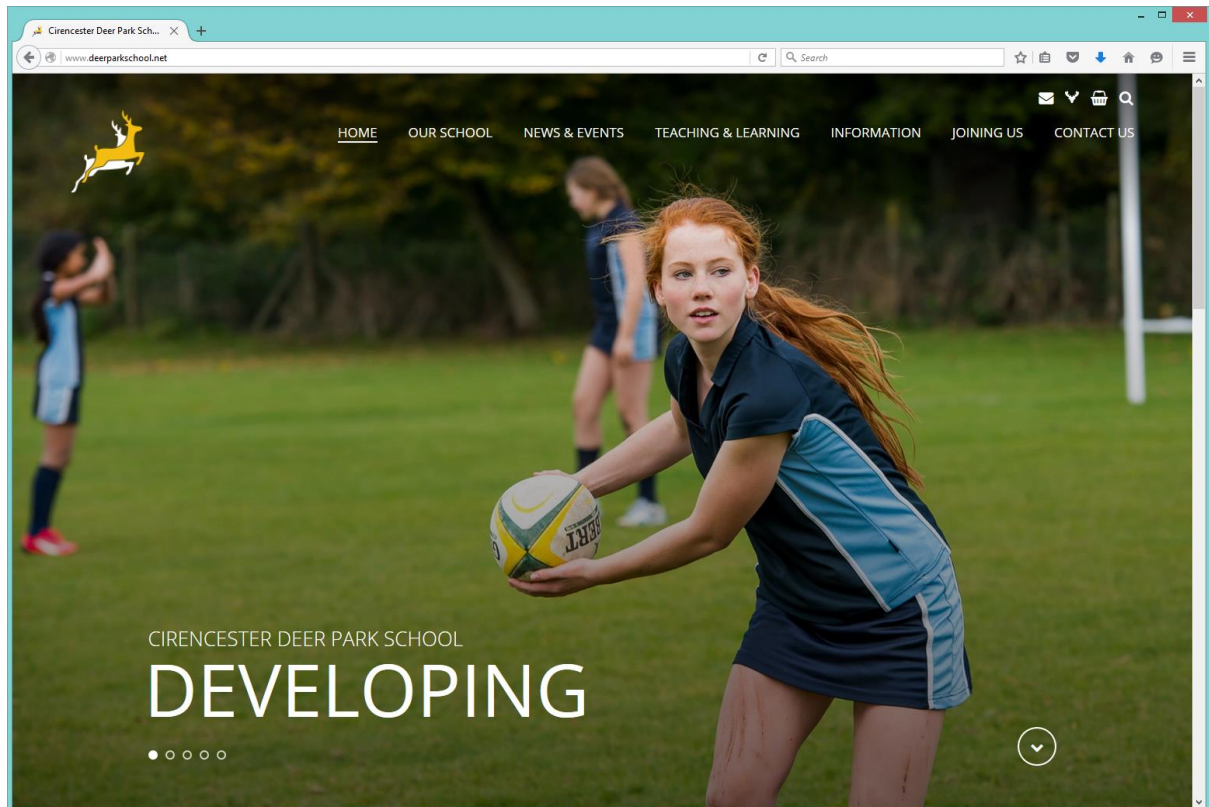 Cirencester Deer Park Sch...
www.deerparkschool.net
Search
HOME OUR SCHOOL NEWS & EVENTS TEACHING & LEARNING INFORMATION JOINING US CONTACT US
CIRENCESTER DEER PARK SCHOOL
DEVELOPING